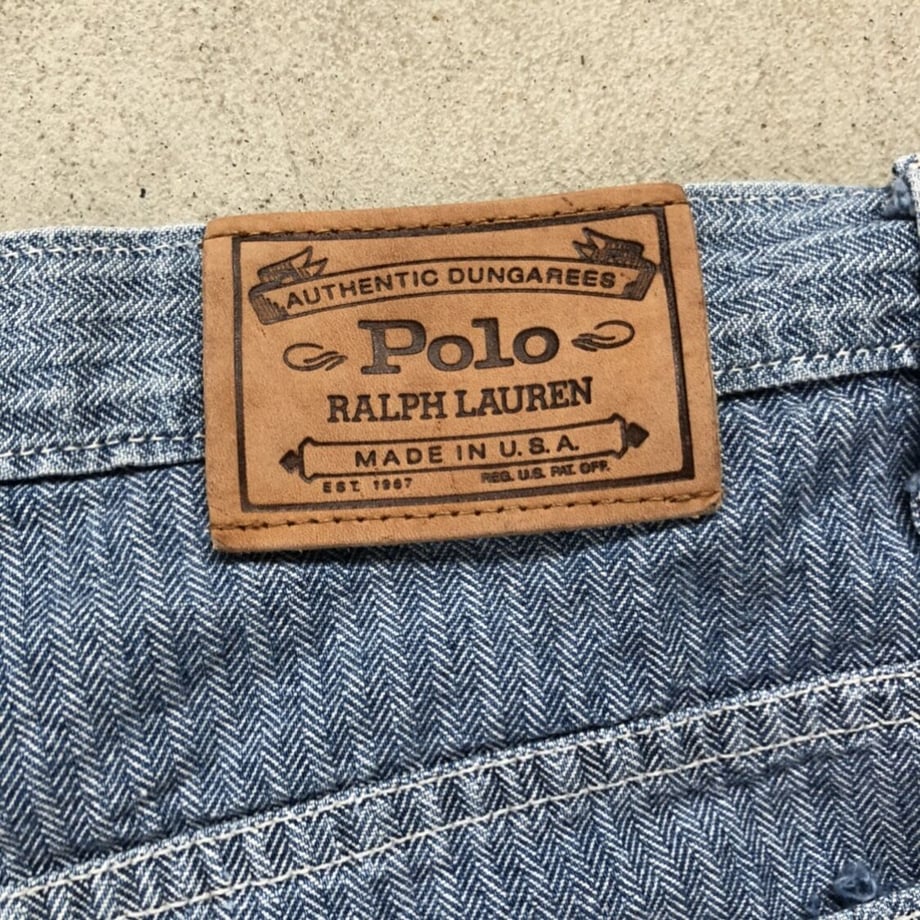 AUTHENTIC DUNGAREES
Polo
RALPH LAUREN
MADE IN U.S.A.
EST. 1967
REG. U.S. PAT. OFF.